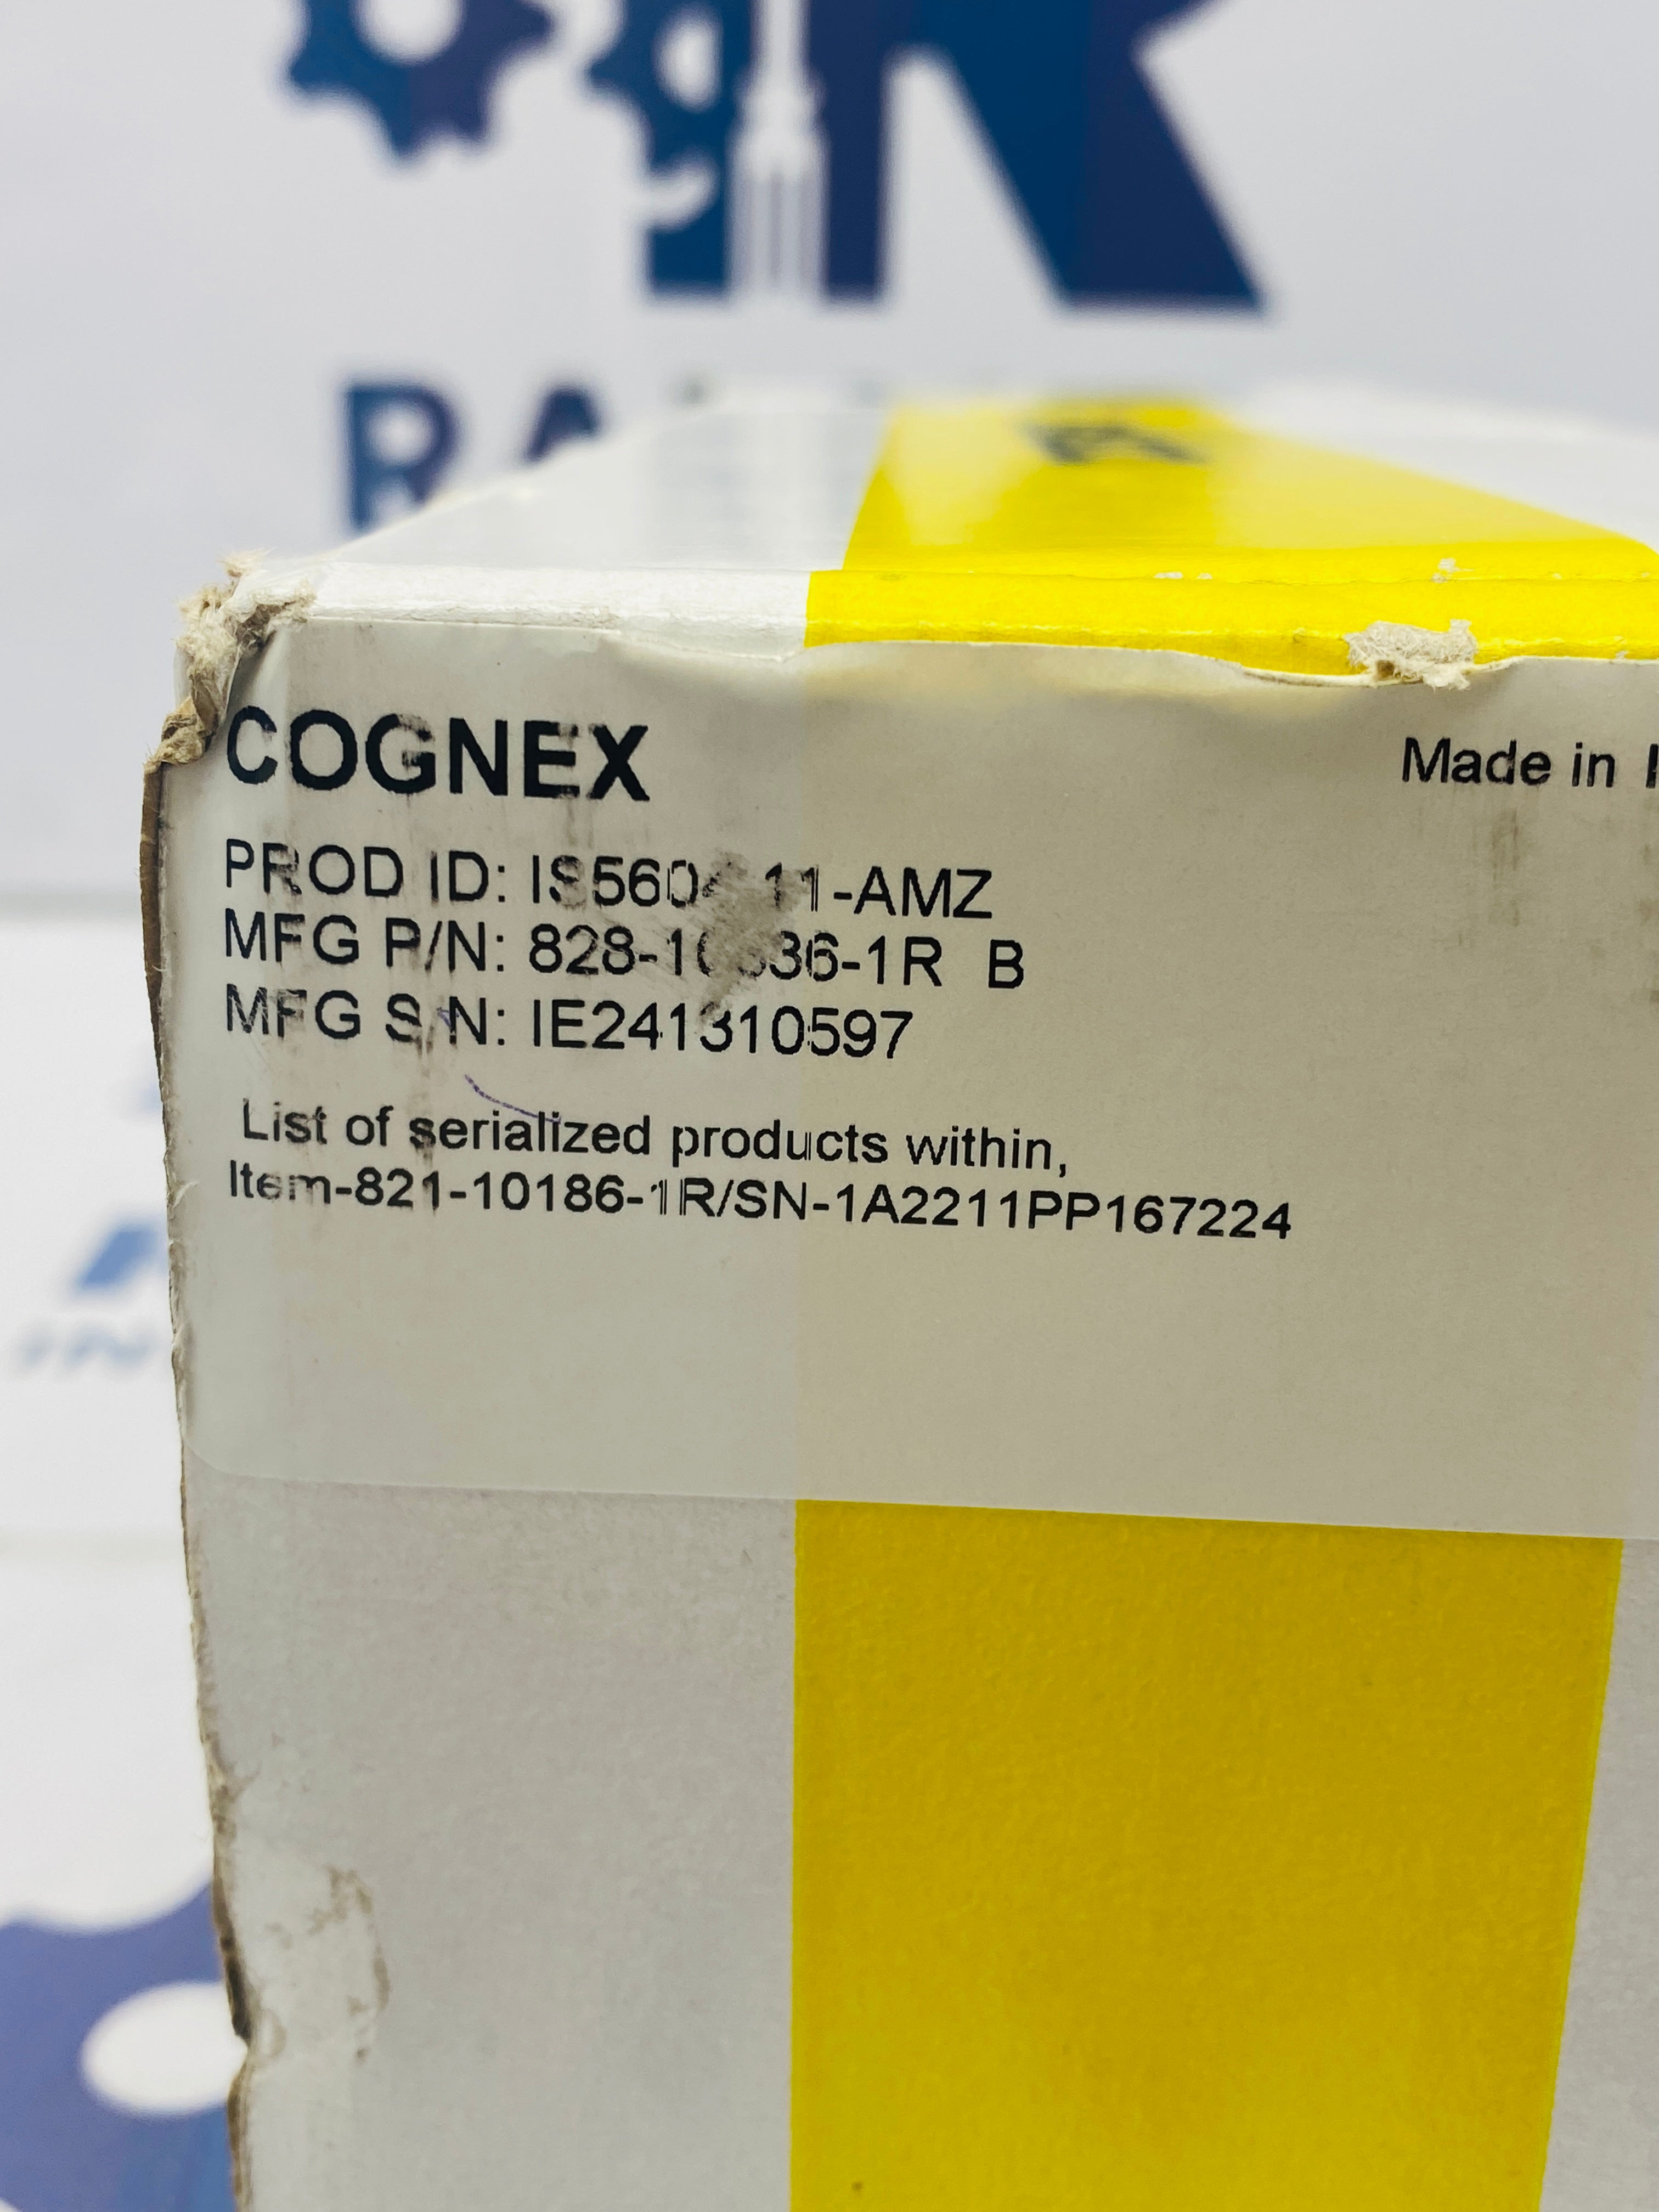 COGNEX
Made in
PROD ID:
MFG P/N: B
MFG S/N: IE241310597
List of serialized products within,
Item-821-10186-1R/SN-1A2211PP167224